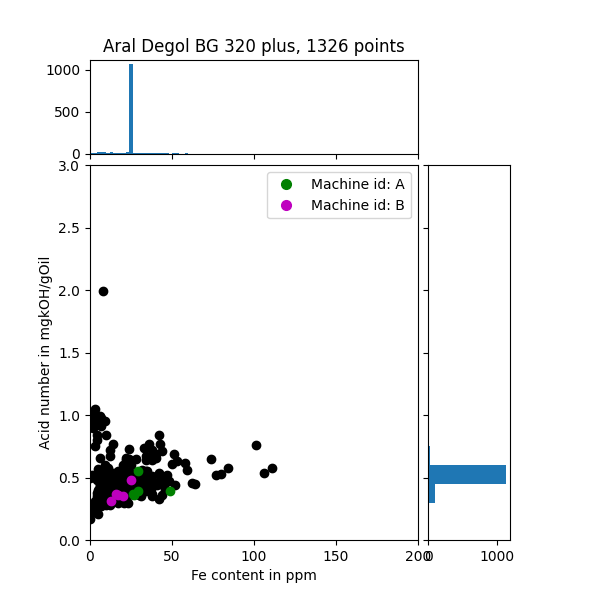 Aral Degol BG 320 plus, 1326 points
1000
500
0
3.0
2.5
2.0
1.5
1.0
0.5
0.0
Acid number in mgkOH/gOil
Machine id: A
Machine id: B
0 50 100 150 200
0 1000
Fe content in ppm